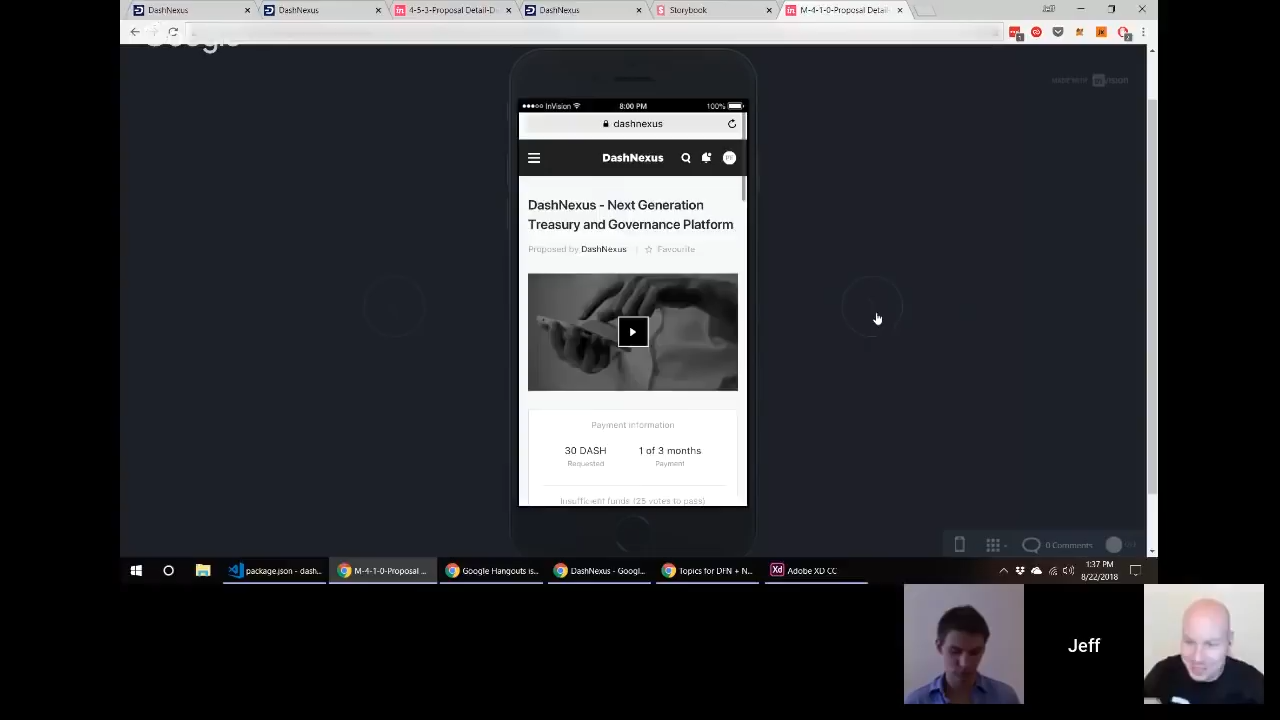 DashNexus
DashNexus
4-5-3-Proposal Detail-D
DashNexus
Storybook
M-4-1-0-Proposal Detail
Google
InVision
8:00 PM
100%
dashnexus
DashNexus
DashNexus - Next Generation
Treasury and Governance Platform
Proposed by DashNexus
Favourite
Payment information
30 DASH
1 of 3 months
Requested
Payment
Insufficient funds (25 votes to pass)
0 Comments
package.json - dash...
M-4-1-0-Proposal ...
Google Hangouts is...
DashNexus - Googl...
Topics for DFN + N...
Adobe XD CC
1:37 PM
8/22/2018
Jeff